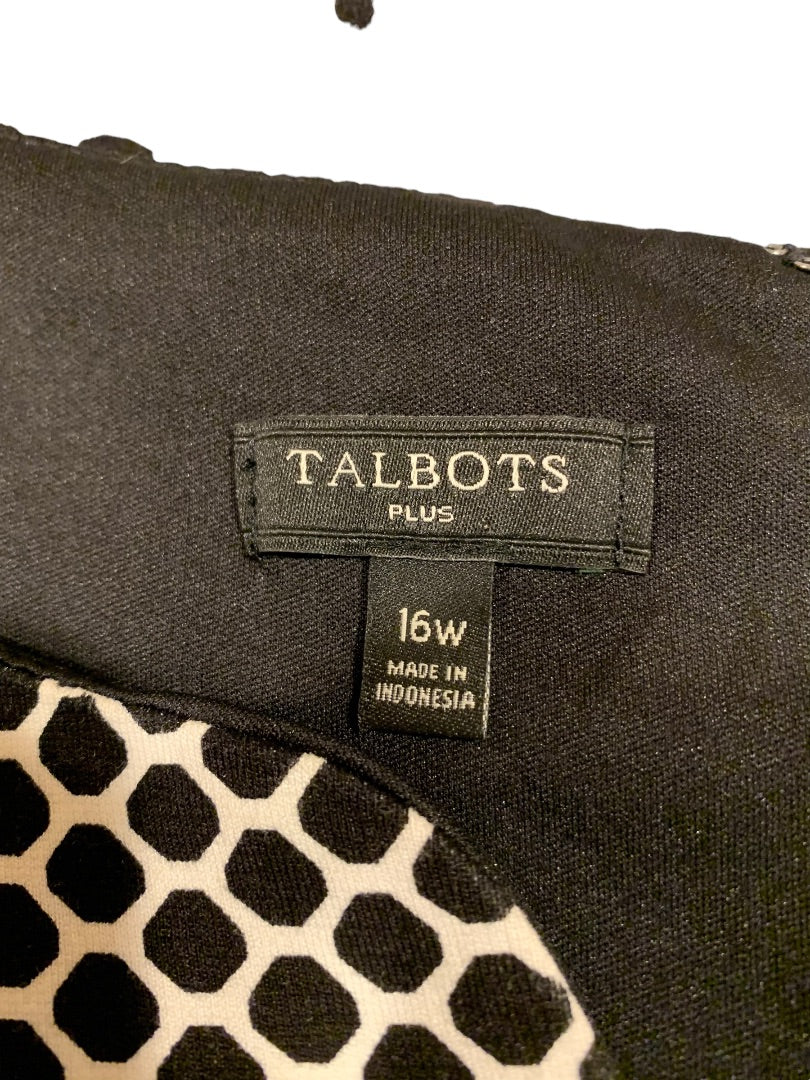 TALBOTS
PLUS
16W
MADE IN
INDONESIA